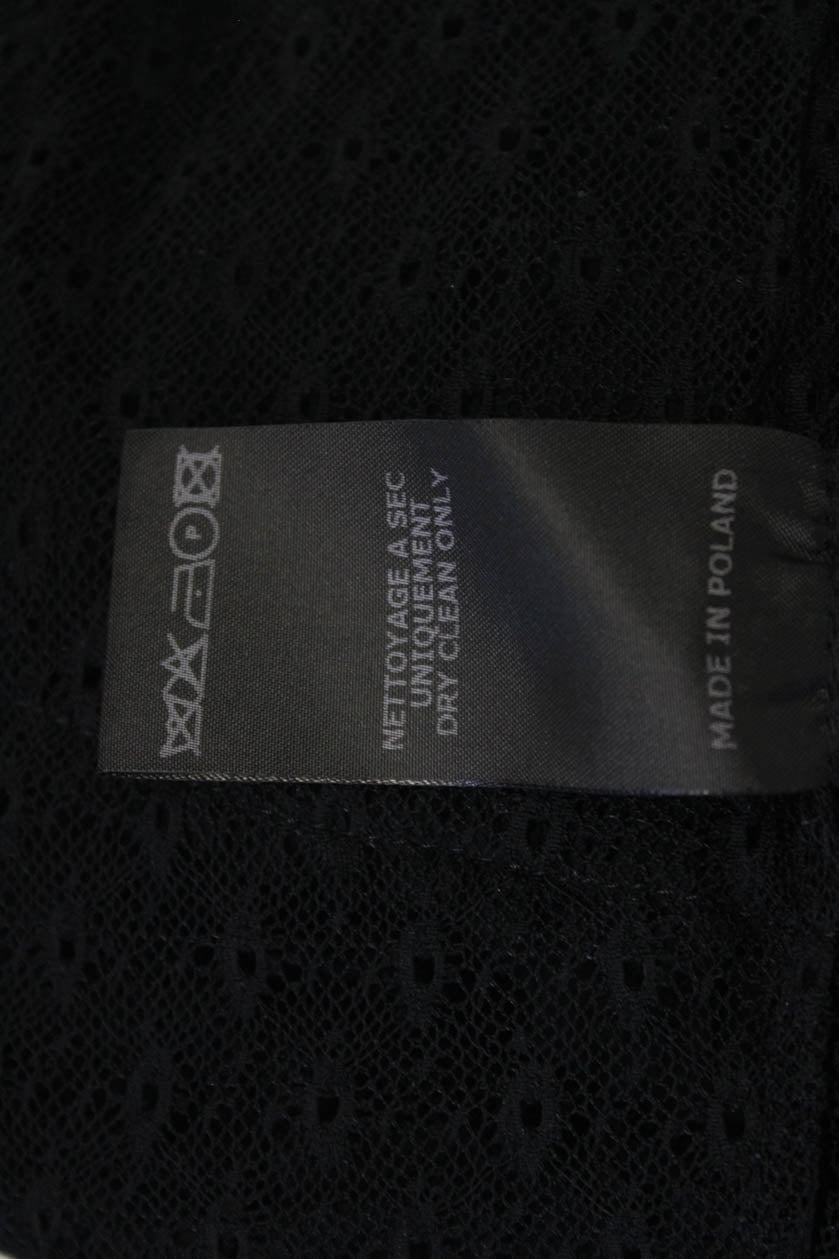 P
NETTOYAGE A SEC
UNIQUEMENT
DRY CLEAN ONLY
MADE IN POLAND